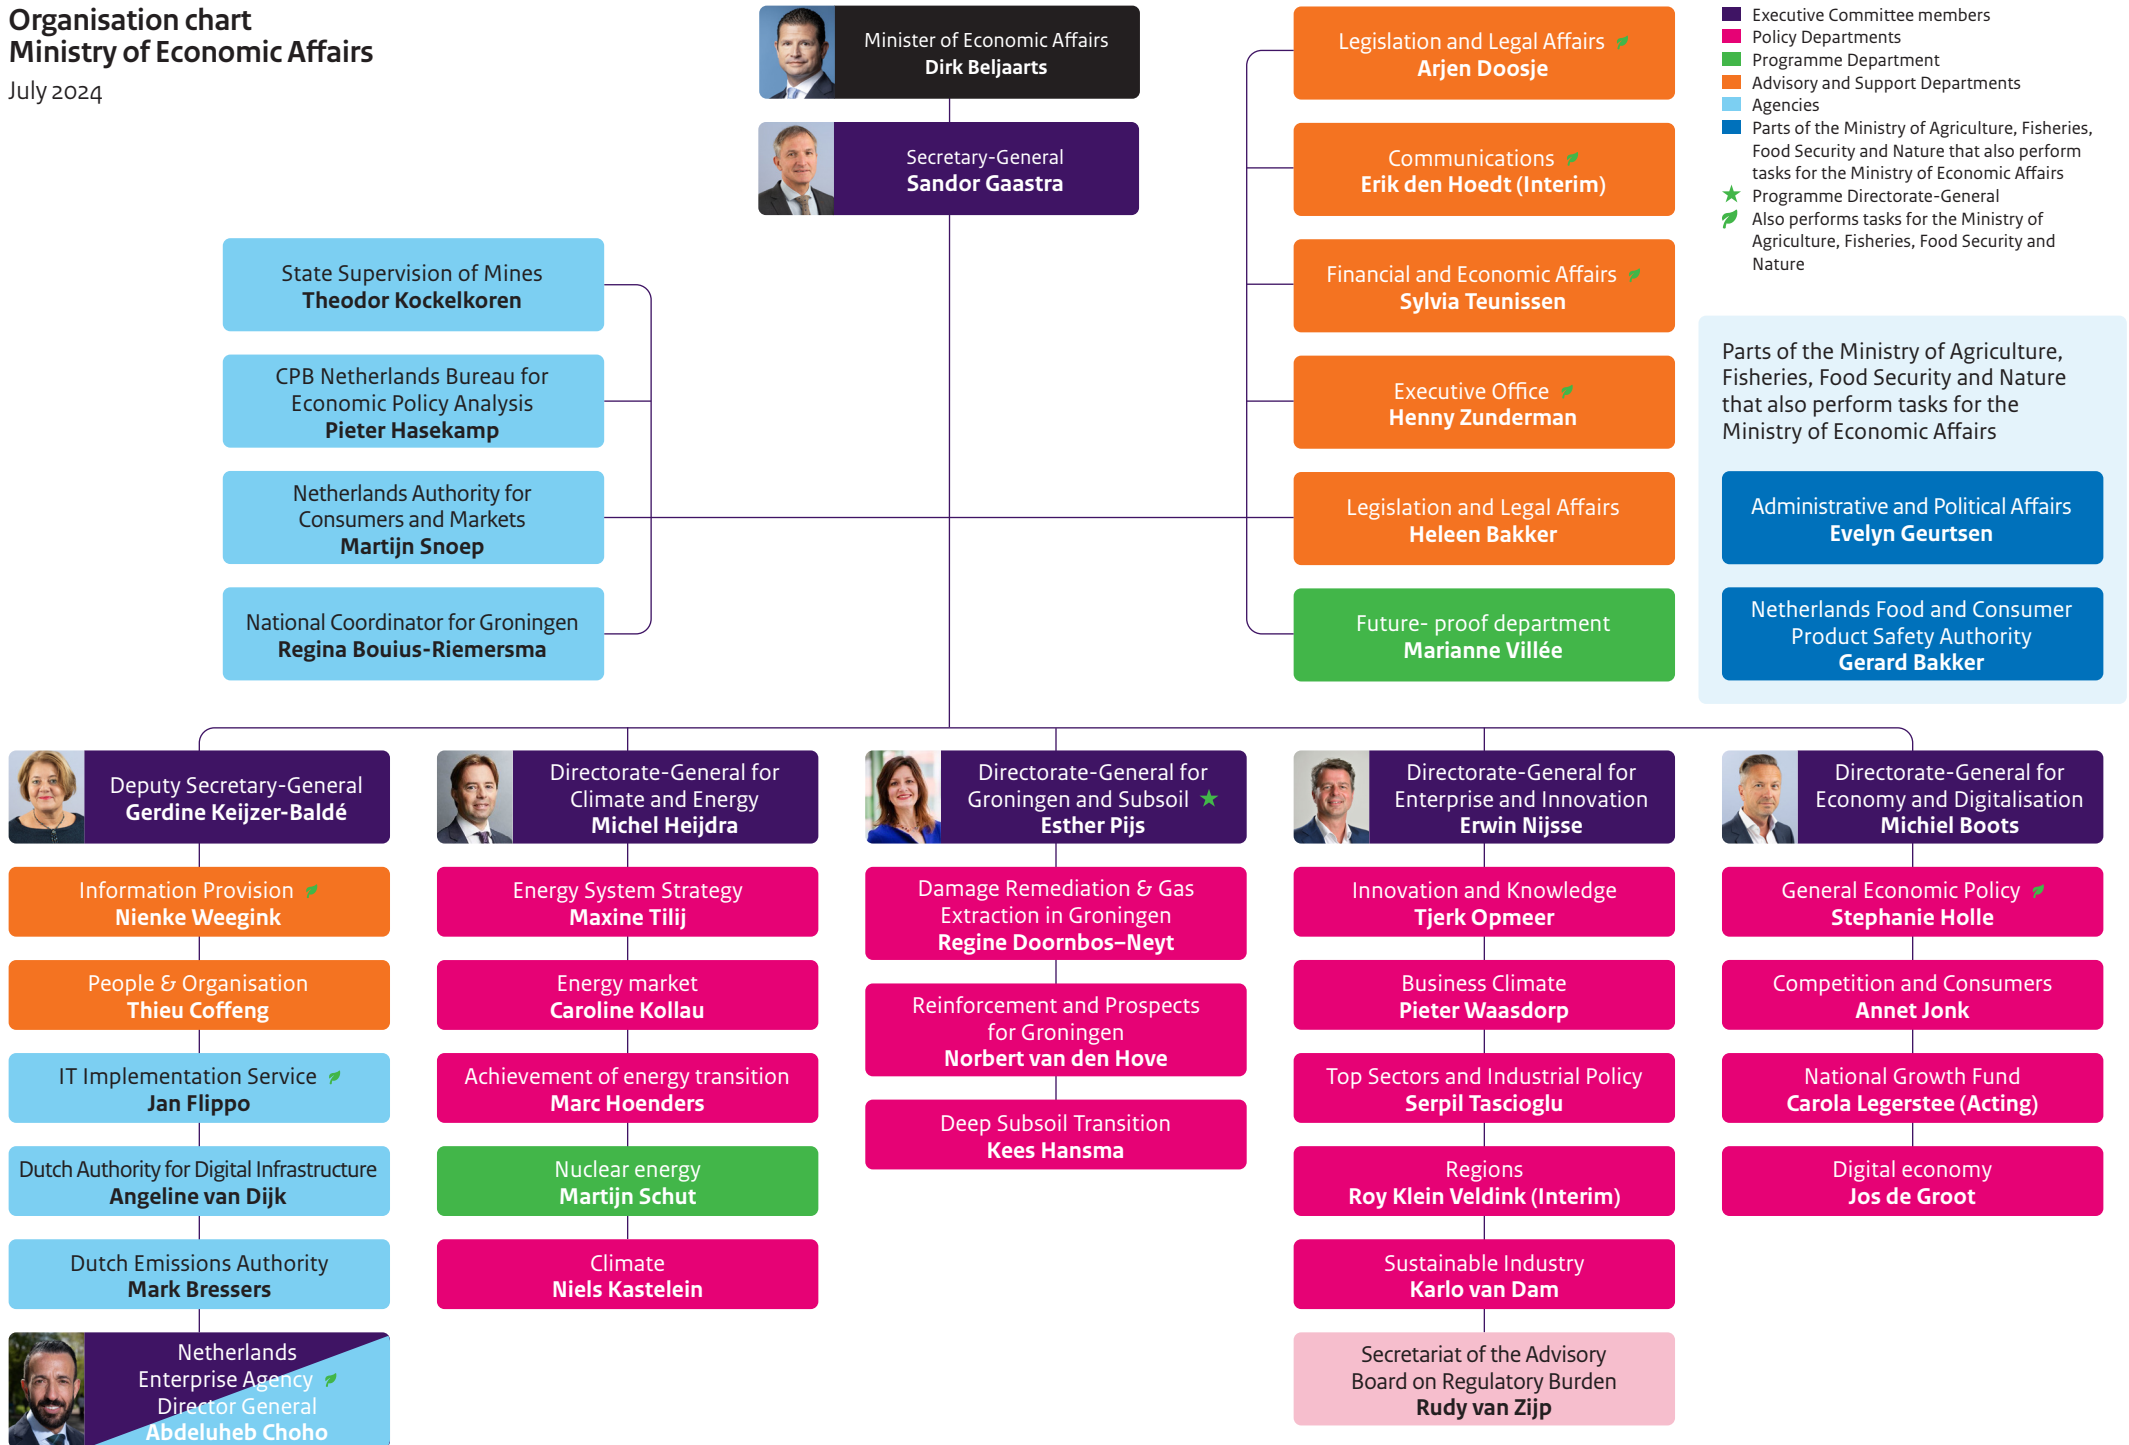 Organisation chart
Ministry of Economic Affairs
July 2024
Minister of Economic Affairs
Dirk Beljaarts
Secretary-General
Sandor Gaastra
Executive Committee members
Policy Departments
Programme Department
Advisory and Support Departments
Agencies
Parts of the Ministry of Agriculture, Fisheries,
Food Security and Nature that also perform
tasks for the Ministry of Economic Affairs
Programme Directorate-General
Also performs tasks for the Ministry of
Agriculture, Fisheries, Food Security and
Nature
State Supervision of Mines
Theodor Kockelkoren
CPB Netherlands Bureau for
Economic Policy Analysis
Pieter Hasekamp
Netherlands Authority for
Consumers and Markets
Martijn Snoep
National Coordinator for Groningen
Regina Bouius-Riemersma
Legislation and Legal Affairs
Arjen Doosje
Communications
Erik den Hoedt (Interim)
Financial and Economic Affairs
Sylvia Teunissen
Executive Office
Henny Zunderman
Legislation and Legal Affairs
Heleen Bakker
Future- proof department
Marianne Villée
Parts of the Ministry of Agriculture,
Fisheries, Food Security and Nature
that also perform tasks for the
Ministry of Economic Affairs
Administrative and Political Affairs
Evelyn Geurtsen
Netherlands Food and Consumer
Product Safety Authority
Gerard Bakker
Deputy Secretary-General
Gerdine Keijzer-Baldé
Information Provision
Nienke Weegink
People & Organisation
Thieu Coffeng
IT Implementation Service
Jan Flippo
Dutch Authority for Digital Infrastructure
Angeline van Dijk
Dutch Emissions Authority
Mark Bressers
Netherlands
Enterprise Agency
Director General
Abdeluheb Choho
Directorate-General for
Climate and Energy
Michel Heijdra
Energy System Strategy
Maxine Tilij
Energy market
Caroline Kollau
Achievement of energy transition
Marc Hoenders
Nuclear energy
Martijn Schut
Climate
Niels Kastelein
Directorate-General for
Groningen and Subsoil
Esther Pijs
Damage Remediation & Gas
Extraction in Groningen
Regine Doornbos–Neyt
Reinforcement and Prospects
for Groningen
Norbert van den Hove
Deep Subsoil Transition
Kees Hansma
Directorate-General for
Enterprise and Innovation
Erwin Nijsse
Innovation and Knowledge
Tjerk Opmeer
Business Climate
Pieter Waasdorp
Top Sectors and Industrial Policy
Serpil Tascioglu
Regions
Roy Klein Veldink (Interim)
Sustainable Industry
Karlo van Dam
Secretariat of the Advisory
Board on Regulatory Burden
Rudy van Zijp
Directorate-General for
Economy and Digitalisation
Michiel Boots
General Economic Policy
Stephanie Holle
Competition and Consumers
Annet Jonk
National Growth Fund
Carola Legerstee (Acting)
Digital economy
Jos de Groot